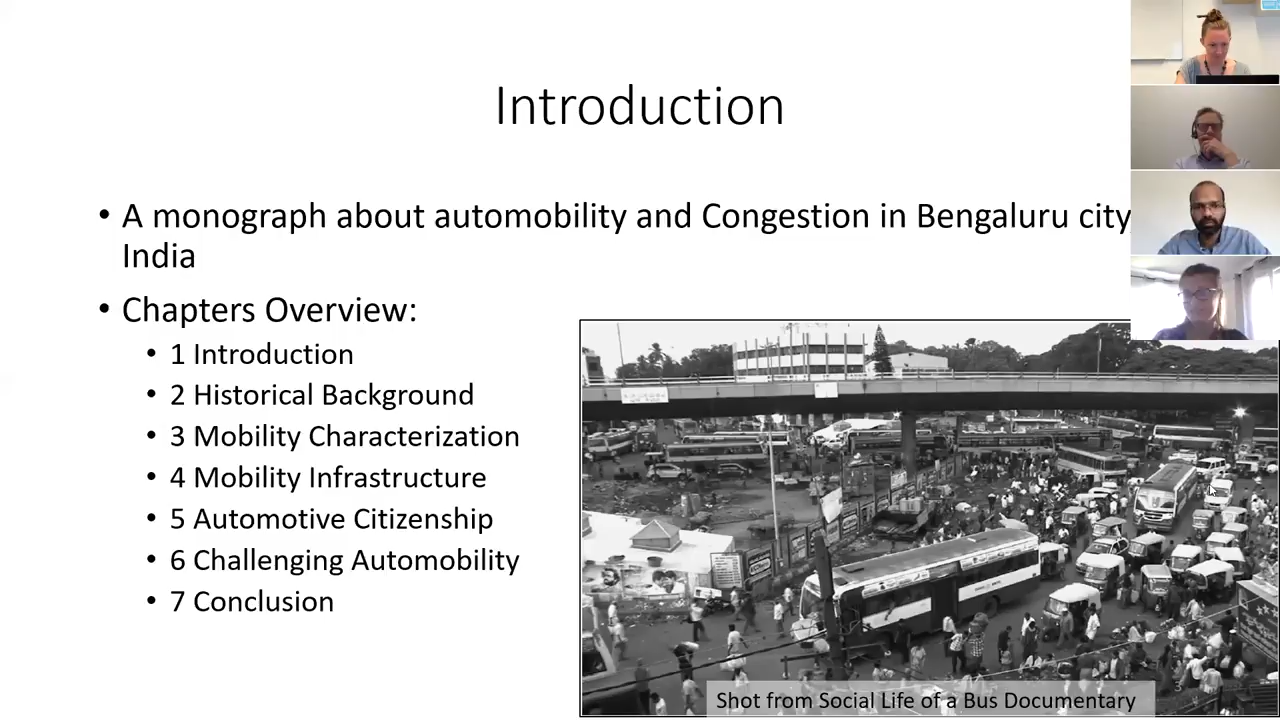 Introduction
• A monograph about automobility and Congestion in Bengaluru city
India
• Chapters Overview:
• 1 Introduction
• 2 Historical Background
• 3 Mobility Characterization
• 4 Mobility Infrastructure
• 5 Automotive Citizenship
• 6 Challenging Automobility
• 7 Conclusion
Shot from Social Life of a Bus Documentary
3